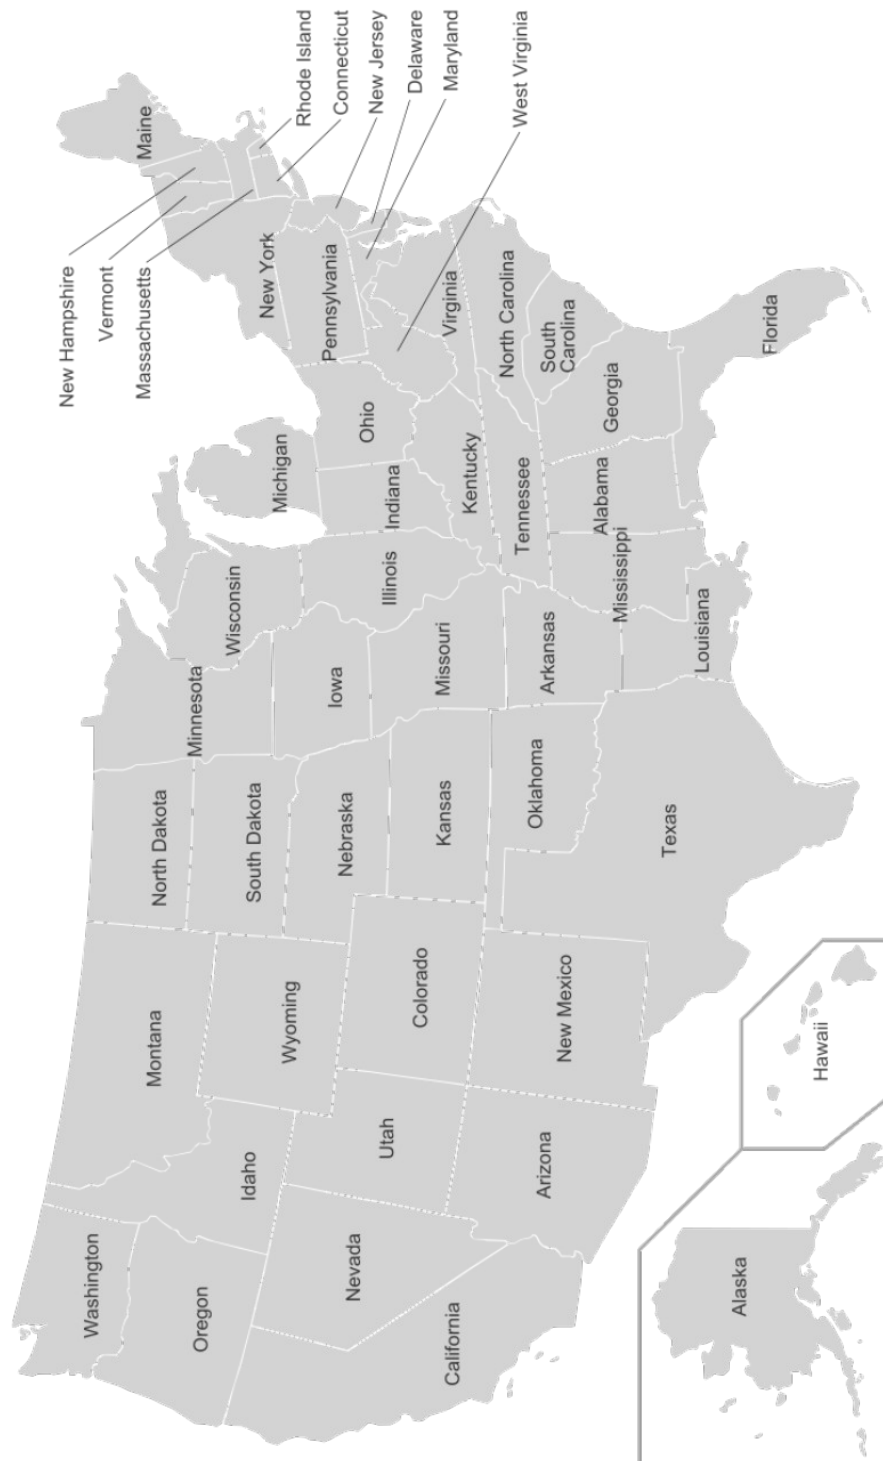 Washington
Oregon
California
Nevada
Idaho
Montana
Wyoming
Utah
Arizona
Colorado
New Mexico
North Dakota
South Dakota
Nebraska
Kansas
Oklahoma
Texas
Minnesota
Iowa
Missouri
Arkansas
Louisiana
Wisconsin
Illinois
Mississippi
Michigan
Indiana
Ohio
Kentucky
Tennessee
Alabama
Georgia
Florida
South
Carolina
North Carolina
Virginia
West Virginia
Pennsylvania
New York
Maine
New Hampshire
Vermont
Massachusetts
Rhode Island
Connecticut
New Jersey
Delaware
Maryland
Alaska
Hawaii